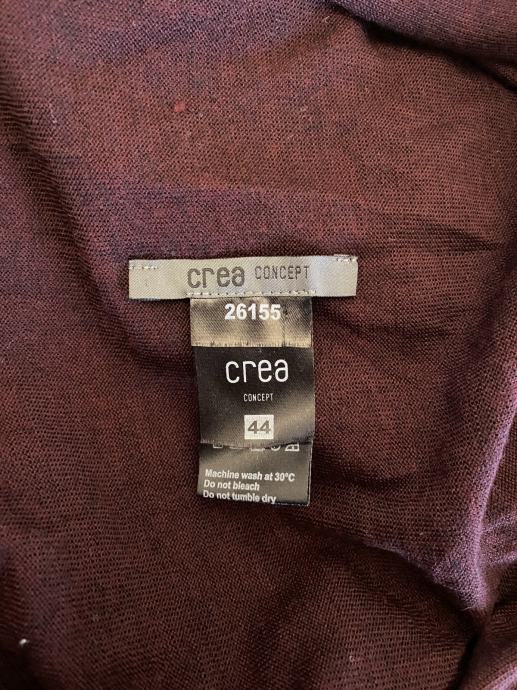 crea CONCEPT
26155
crea
CONCEPT
44
Machine wash at 30°C
Do not bleach
Do not tumble dry